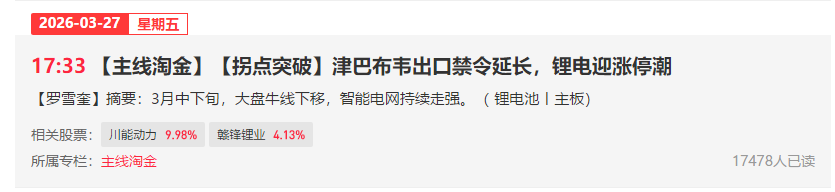 2026-03-27 星期五
17:33 【主线淘金】【拐点突破】津巴布韦出口禁令延长，锂电迎涨停潮
【罗雪奎】摘要：3月中下旬，大盘牛线下移，智能电网持续走强。（锂电池丨主板）
相关股票： 川能动力 9.98% 赣锋锂业 4.13%
所属专栏：主线淘金 17478人已读